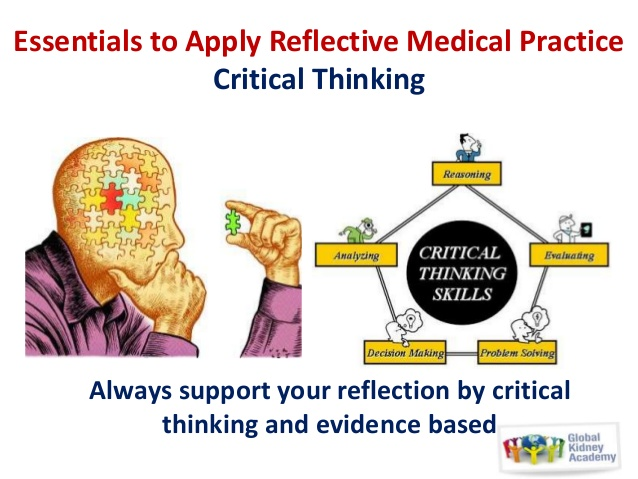 Essentials to Apply Reflective Medical Practice
Critical Thinking
Reasoning
Analyzing
CRITICAL
THINKING
SKILLS
Evaluating
Decision Making
Problem Solving
Always support your reflection by critical
thinking and evidence based
Global
Kidney
Academy